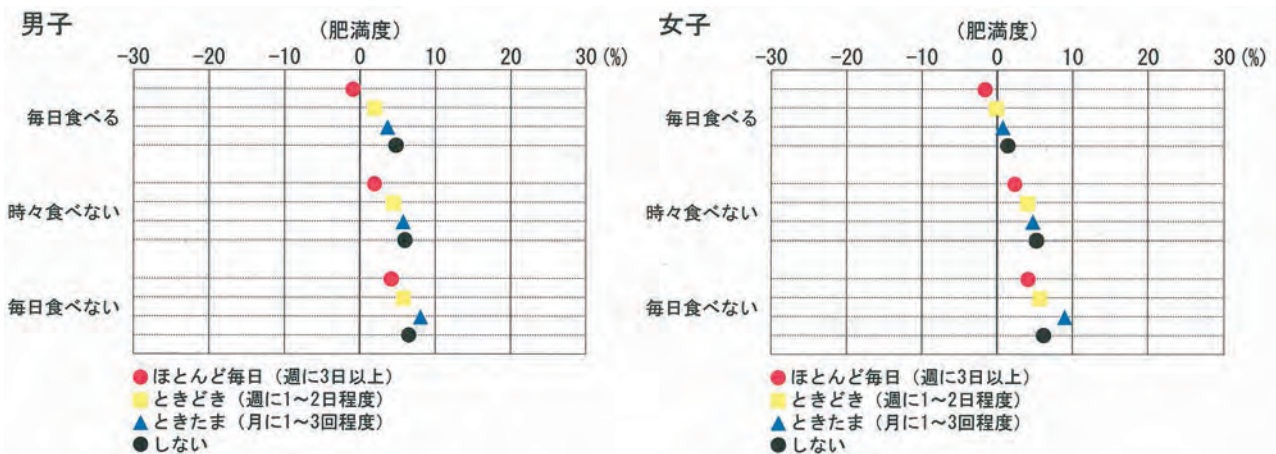 男子
(肥満度)
-30 -20 -10 0 10 20 30 (%)
毎日食べる
時々食べない
毎日食べない
●ほとんど毎日（週に3日以上）
■ときどき（週に1～2日程度）
▲ときたま（月に1～3回程度）
●しない
女子
(肥満度)
-30 -20 -10 0 10 20 30 (%)
毎日食べる
時々食べない
毎日食べない
●ほとんど毎日（週に3日以上）
■ときどき（週に1～2日程度）
▲ときたま（月に1～3回程度）
●しない